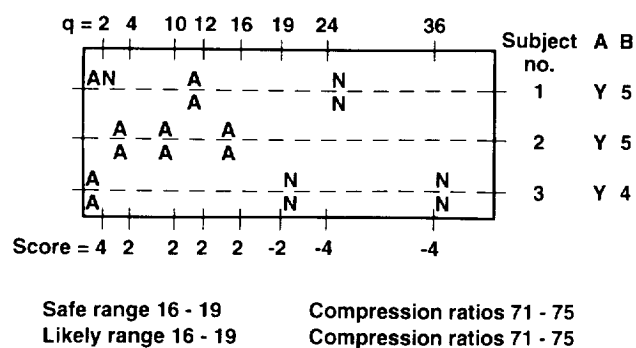 q = 2 4 10 12 16 19 24 36
Subject no. A B
A N A N 1 Y 5
A N
A A A 2 Y 5
A A A
A N N 3 Y 4
A N N
Score = 4 2 2 2 2 -2 -4 -4
Safe range 16 - 19 Compression ratios 71 - 75
Likely range 16 - 19 Compression ratios 71 - 75